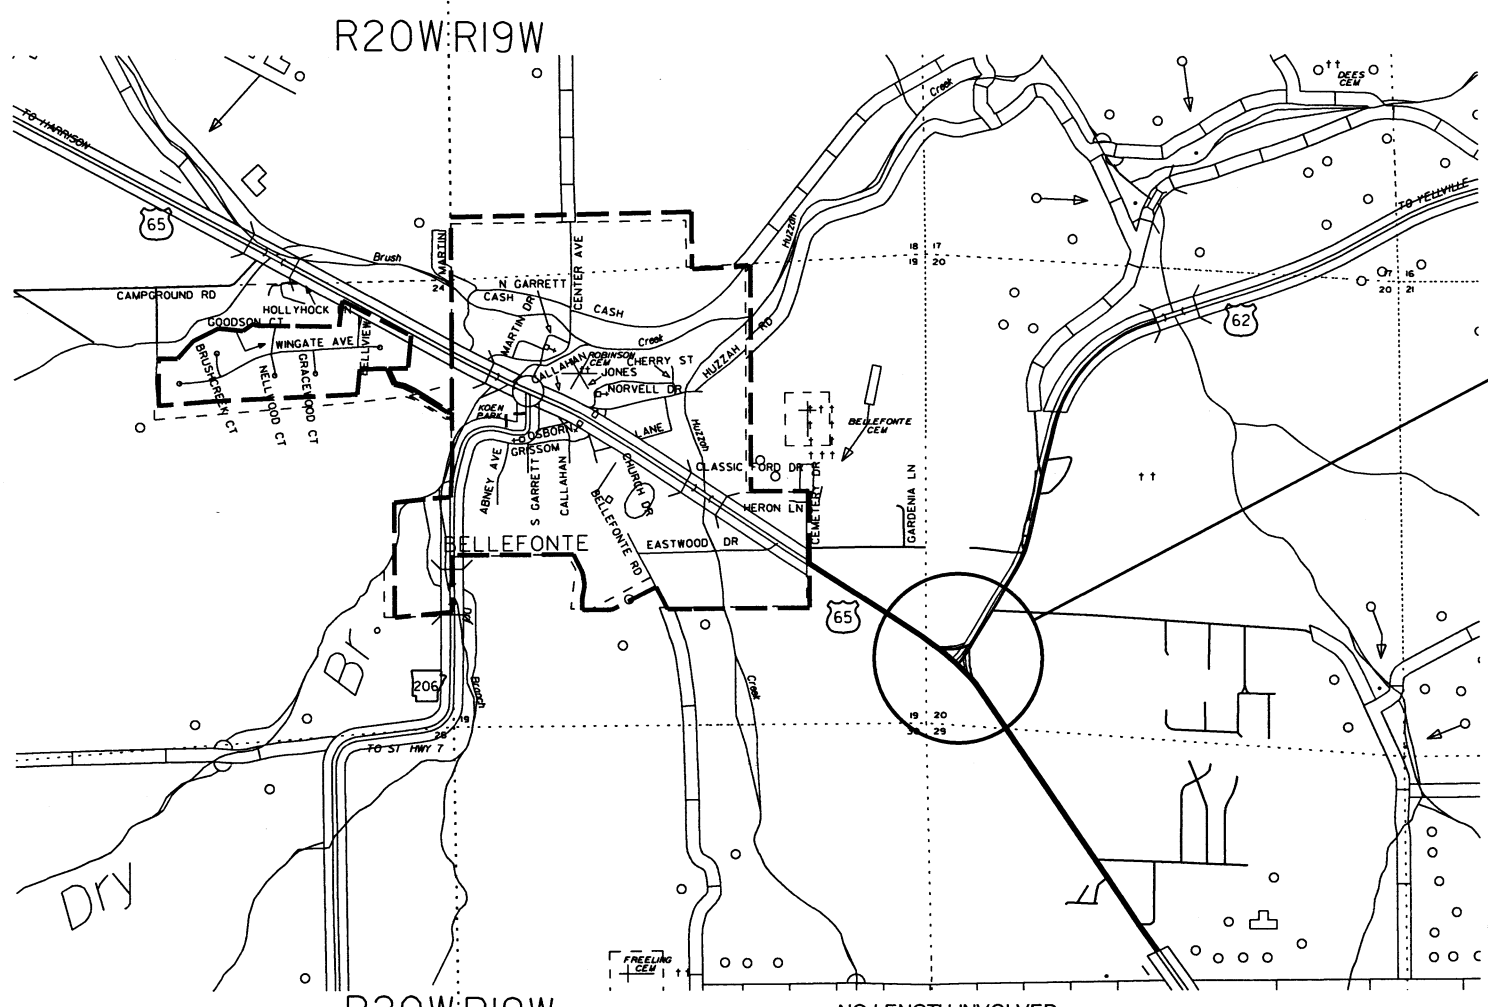 R20W R19W
DEES
CEM
Creek
TO HARRISON
65
TO YELLVILLE
Huzzah
MARTIN
Brush
CENTER AVE
18 17
19 20
17 16
20 21
24
N GARRETT
CASH
CASH
CAMPGROUND RD
HOLLYHOCK LN
GOODSON CT
WINGATE AVE
BELLVIEW
MARTIN DR
Creek
HUZZAH RD
62
BRUSHCREEK CT
NELLWOOD CT
GRACEWOOD CT
CALLAHAN
ROBINSON
CEM
CHERRY ST
JONES
NORVELL DR
KOEN
PARK
OSBORN
LANE
Huzzah
BELLEFONTE
CEM
GRISSOM
ABNEY AVE
S GARRETT
CALLAHAN
CHURCH DR
CLASSIC FORD DR
CEMETERY DR
GARDENIA LN
HERON LN
BELLEFONTE RD
BELLEFONTE
EASTWOOD DR
65
Dry Br
206
Branch
Creek
19
19 20
30 29
TO ST HWY 7
FREELING
CEM
R20W R19W
NO LENGTH INVOLVED